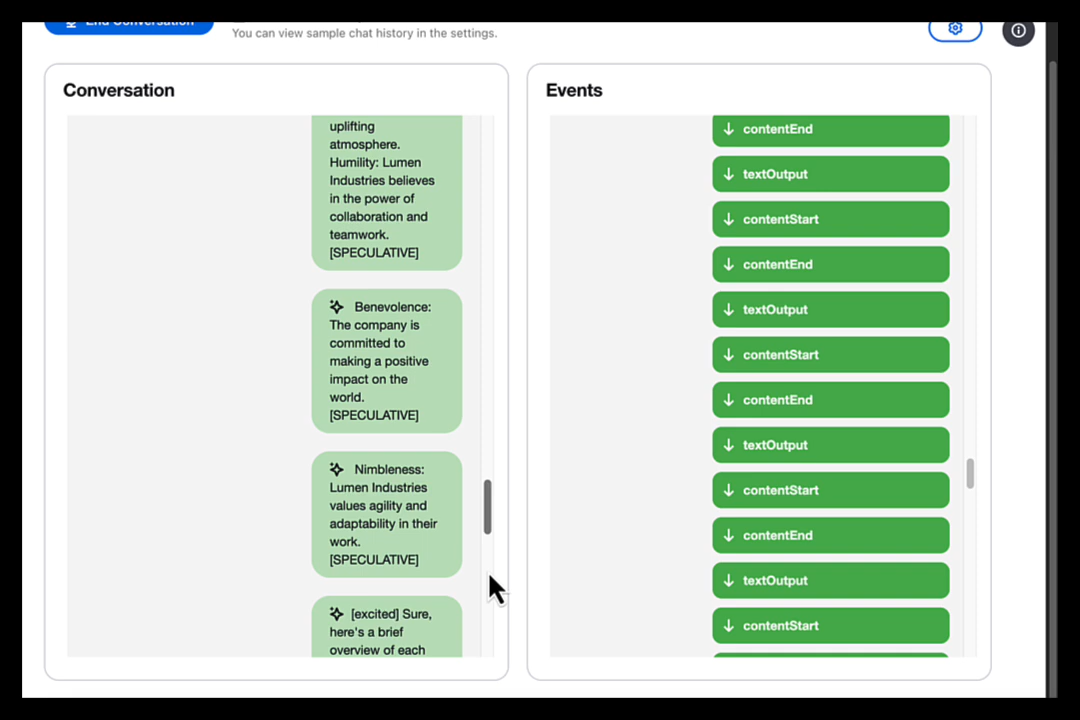 End Conversation
You can view sample chat history in the settings.
Conversation
uplifting
atmosphere.
Humility: Lumen
Industries believes
in the power of
collaboration and
teamwork.
[SPECULATIVE]
Benevolence:
The company is
committed to
making a positive
impact on the
world.
[SPECULATIVE]
Nimbleness:
Lumen Industries
values agility and
adaptability in their
work.
[SPECULATIVE]
[excited] Sure,
here's a brief
overview of each
Events
contentEnd
textOutput
contentStart
contentEnd
textOutput
contentStart
contentEnd
textOutput
contentStart
contentEnd
textOutput
contentStart